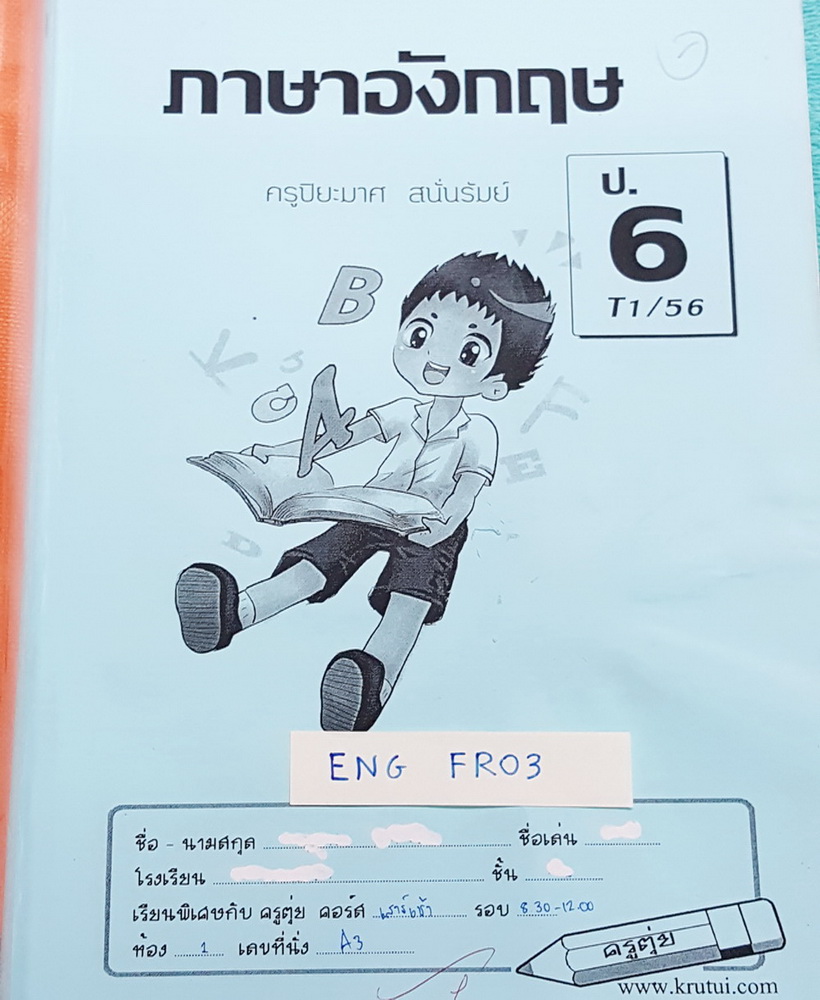 ภาษาอังกฤษ
ครูปิยะมาศ สนั่นรัมย์
ป.
6
T1/56
B
K
C
A
F
E
D
ENG FR03
ชื่อ - นามสกุล ชื่อเล่น
โรงเรียน ชั้น
เรียนพิเศษกับ ครูตุ่ย คอร์ส เสาร์เช้า รอบ 8.30-12.00
ห้อง 1 เลขที่นั่ง A3
ครูตุ่ย
www.krutui.com